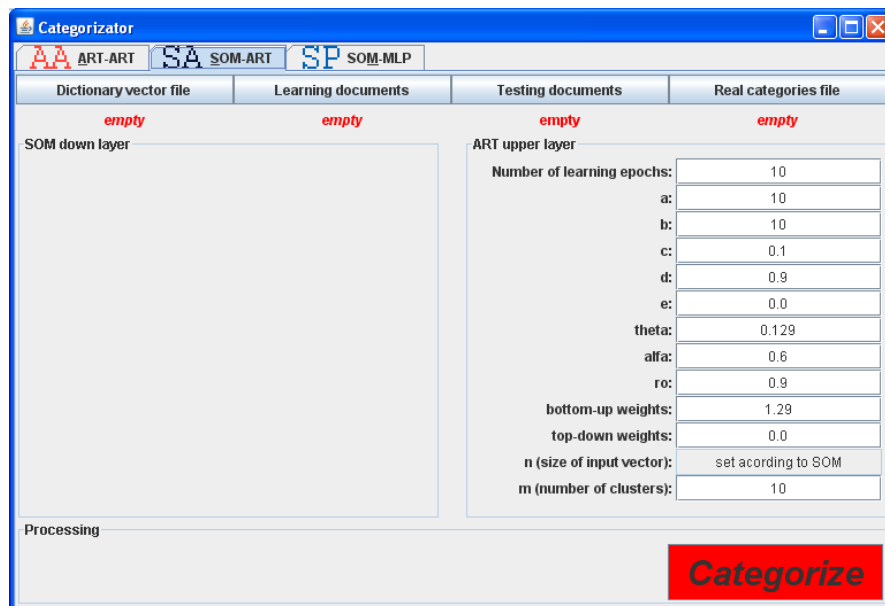 Categorizator
AA ART-ART SA SOM-ART SP SOM-MLP
Dictionary vector file Learning documents Testing documents Real categories file
empty empty empty empty
SOM down layer
ART upper layer
Number of learning epochs: 10
a: 10
b: 10
c: 0.1
d: 0.9
e: 0.0
theta: 0.129
alfa: 0.6
ro: 0.9
bottom-up weights: 1.29
top-down weights: 0.0
n (size of input vector): set acording to SOM
m (number of clusters): 10
Processing
Categorize